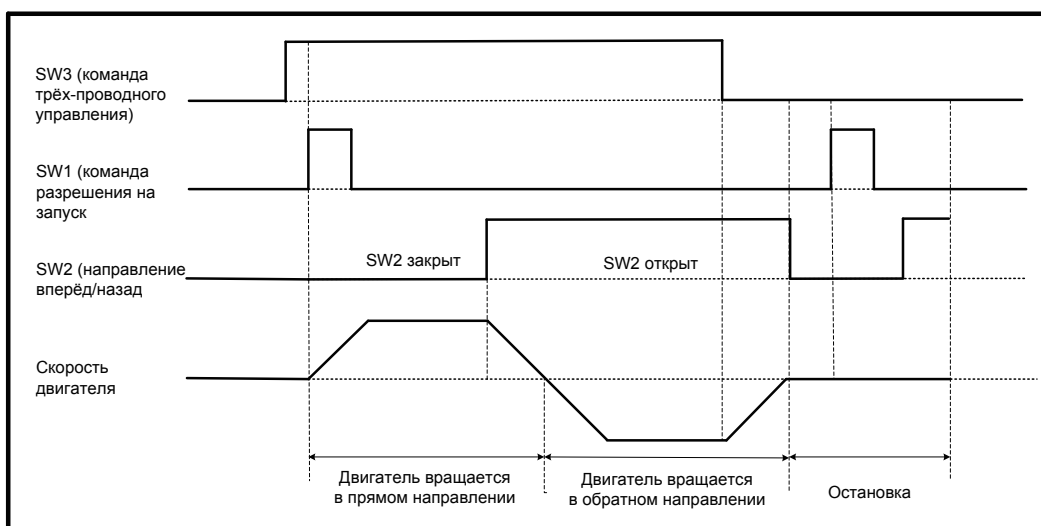 SW3 (команда
трёх-проводного
управления)
SW1 (команда
разрешения на
запуск
SW2 (направление
вперёд/назад
SW2 закрыт
SW2 открыт
Скорость
двигателя
Двигатель вращается
в прямом направлении
Двигатель вращается
в обратном направлении
Остановка